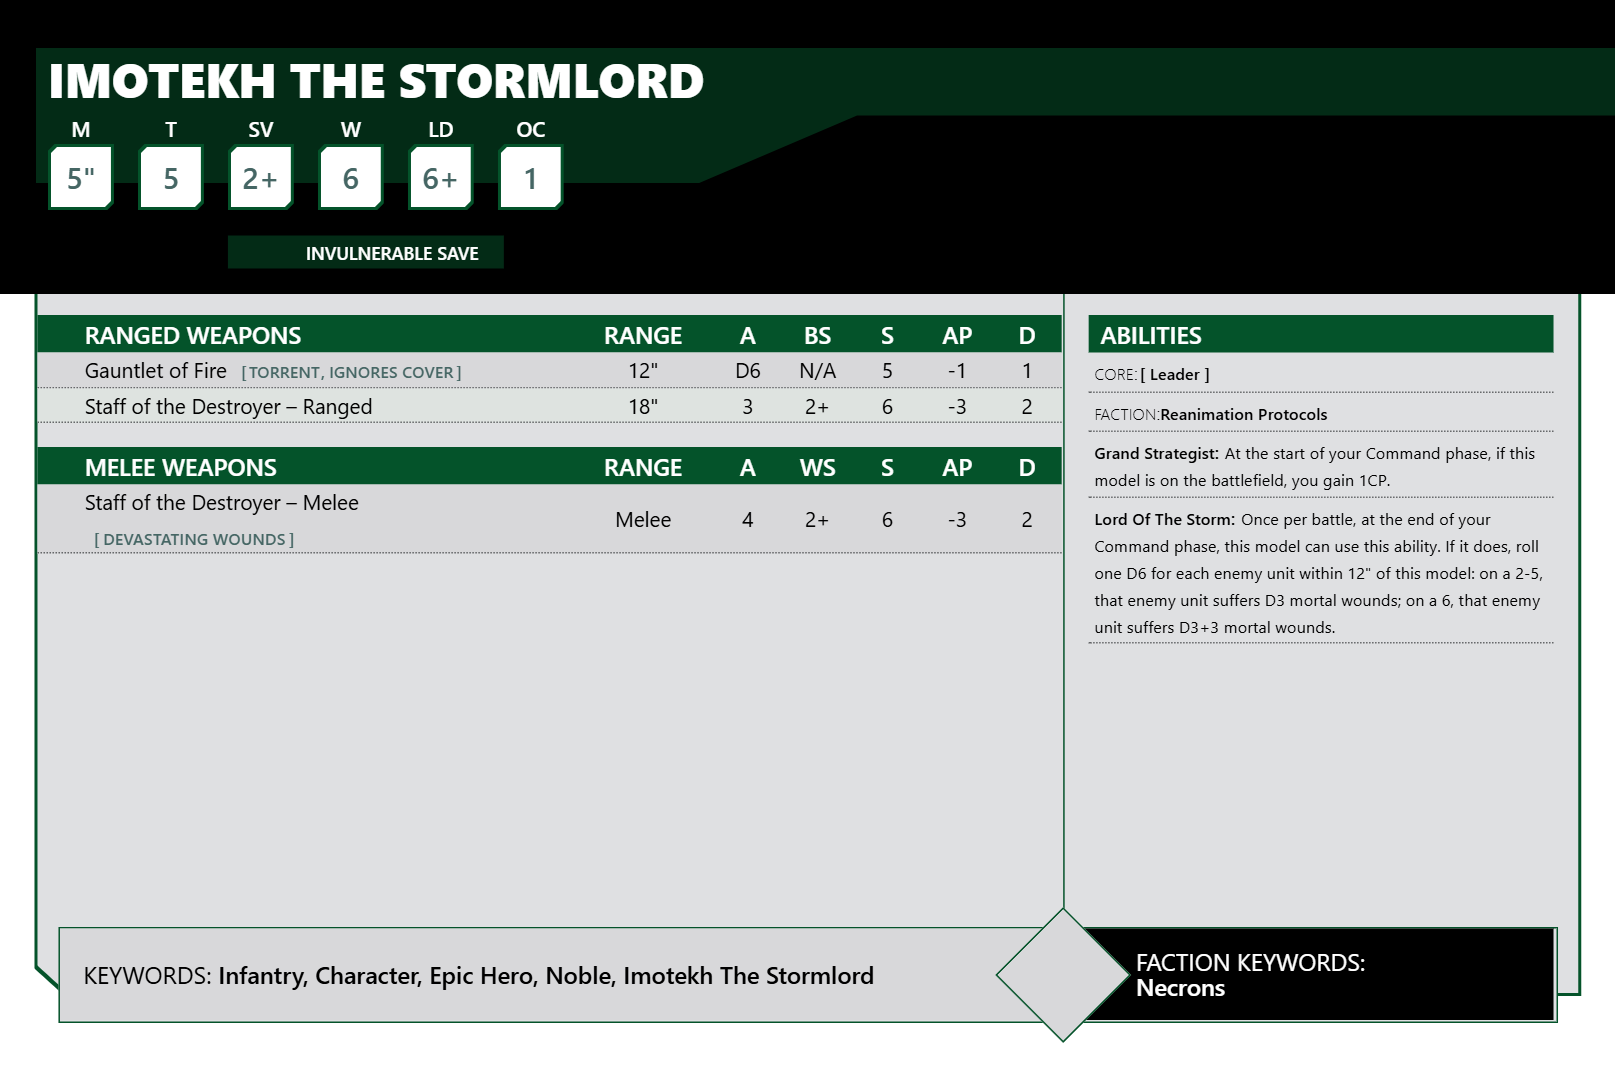 IMOTEKH THE STORMLORD
M T SV W LD OC
5" 5 2+ 6 6+ 1
INVULNERABLE SAVE
RANGED WEAPONS RANGE A BS S AP D
Gauntlet of Fire [ TORRENT, IGNORES COVER ] 12" D6 N/A 5 -1 1
Staff of the Destroyer – Ranged 18" 3 2+ 6 -3 2
MELEE WEAPONS RANGE A WS S AP D
Staff of the Destroyer – Melee
[ DEVASTATING WOUNDS ] Melee 4 2+ 6 -3 2
ABILITIES
CORE: [ Leader ]
FACTION:Reanimation Protocols
Grand Strategist: At the start of your Command phase, if this
model is on the battlefield, you gain 1CP.
Lord Of The Storm: Once per battle, at the end of your
Command phase, this model can use this ability. If it does, roll
one D6 for each enemy unit within 12" of this model: on a 2-5,
that enemy unit suffers D3 mortal wounds; on a 6, that enemy
unit suffers D3+3 mortal wounds.
KEYWORDS: Infantry, Character, Epic Hero, Noble, Imotekh The Stormlord
FACTION KEYWORDS:
Necrons